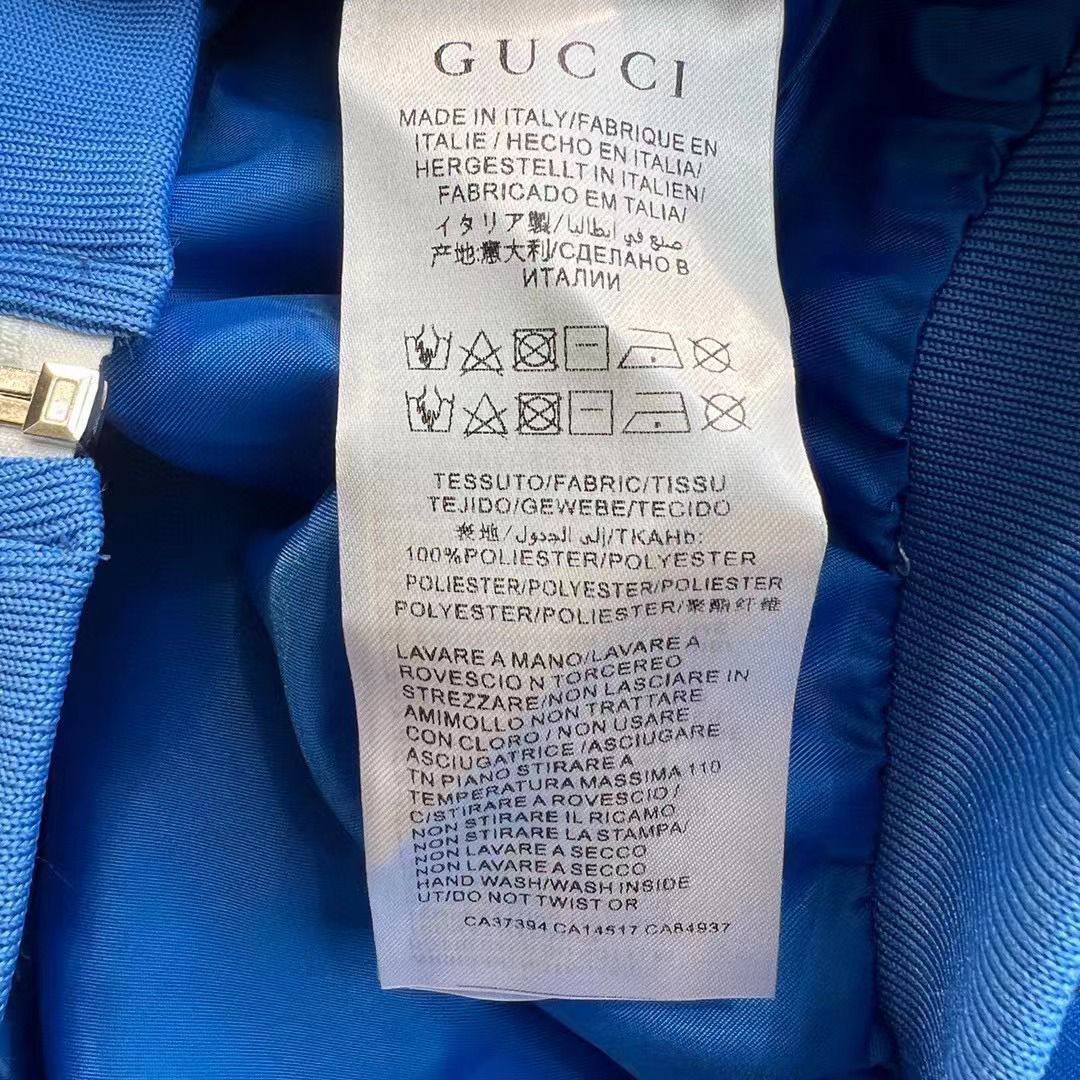 GUCCI
MADE IN ITALY/FABRIQUE EN
ITALIE / HECHO EN ITALIA/
HERGESTELLT IN ITALIEN/
FABRICADO EM TALIA/
イタリア製/صنع في ايطاليا
产地:意大利/СДЕЛАНО В
ИТАЛИИ
TESSUTO/FABRIC/TISSU
TEJIDO/GEWEBE/TECIDO
/إلى الجدول/ТКАНЬ:
100%POLIESTER/POLYESTER
POLIESTER/POLYESTER/POLIESTER
POLYESTER/POLIESTER/聚酯纤维
LAVARE A MANO/LAVARE A
ROVESCIO N TORCEREO
STREZZARE/NON LASCIARE IN
AMIMOLLO NON TRATTARE
CON CLORO / NON USARE
ASCIUGATRICE /ASCIUGARE
TN PIANO STIRARE A
TEMPERATURA MASSIMA 110
C/STIRARE A ROVESCIO /
NON STIRARE IL RICAMO
NON STIRARE LA STAMPA/
NON LAVARE A SECCO
NON LAVARE A SECCO
HAND WASH/WASH INSIDE
UT/DO NOT TWIST OR
CA37394 CA14517 CA84937